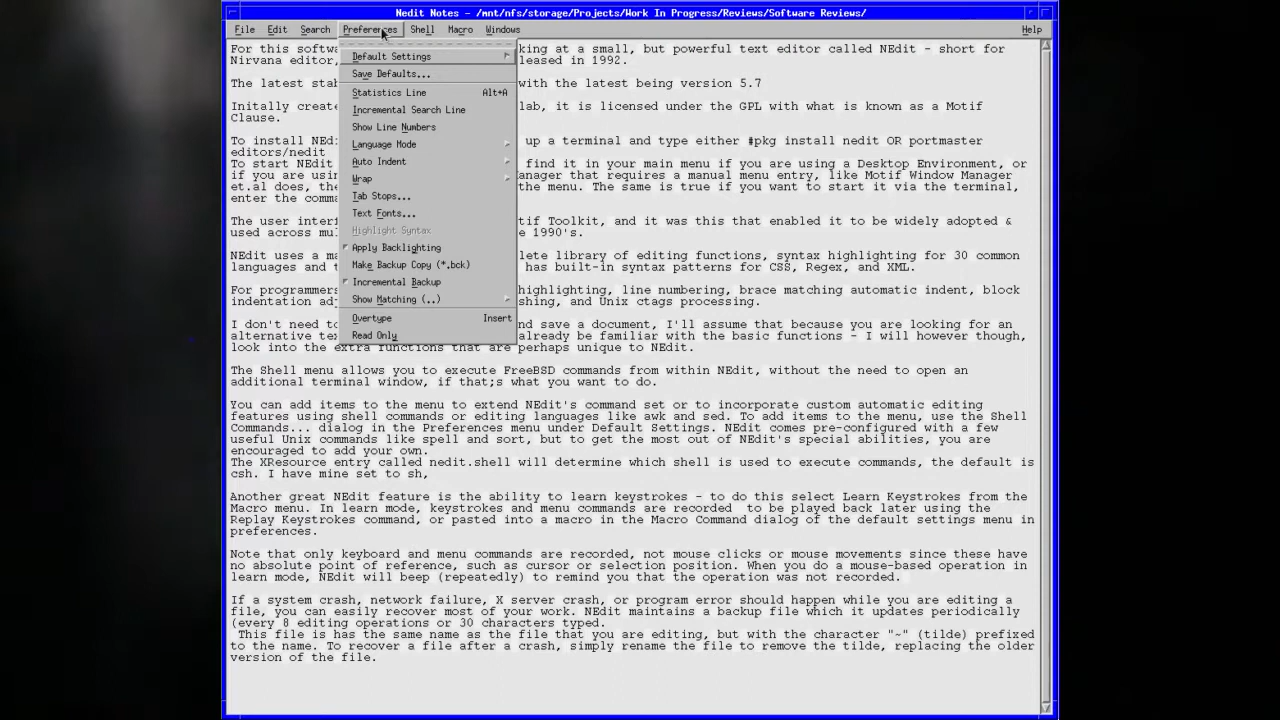 Nedit Notes - /mnt/nfs/storage/Projects/Work In Progress/Reviews/Software Reviews/
File Edit Search Preferences Shell Macro Windows Help
Default Settings
Save Defaults...
Statistics Line Alt+A
Incremental Search Line
Show Line Numbers
Language Mode
Auto Indent
Wrap
Tab Stops...
Text Fonts...
Highlight Syntax
Apply Backlighting
Make Backup Copy (*.bck)
Incremental Backup
Show Matching (..)
Overtype Insert
Read Only
For this softwa king at a small, but powerful text editor called NEdit - short for
Nirvana editor, leased in 1992.
The latest sta with the latest being version 5.7
Initally create lab, it is licensed under the GPL with what is known as a Motif
Clause.
To install NEd up a terminal and type either #pkg install nedit OR portmaster
editors/nedit
To start NEdit find it in your main menu if you are using a Desktop Environment, or
if you are usin anager that requires a manual menu entry, like Motif Window Manager
et.al does, the the menu. The same is true if you want to start it via the terminal,
enter the comma
The user interf tif Toolkit, and it was this that enabled it to be widely adopted &
used across mul e 1990's.
NEdit uses a ma lete library of editing functions, syntax highlighting for 30 common
languages and t has built-in syntax patterns for CSS, Regex, and XML.
For programmers highlighting, line numbering, brace matching automatic indent, block
indentation ad shing, and Unix ctags processing.
I don't need to and save a document, I'll assume that because you are looking for an
alternative tex already be familiar with the basic functions - I will however though,
look into the extra functions that are perhaps unique to NEdit.
The Shell menu allows you to execute FreeBSD commands from within NEdit, without the need to open an
additional terminal window, if that;s what you want to do.
You can add items to the menu to extend NEdit's command set or to incorporate custom automatic editing
features using shell commands or editing languages like awk and sed. To add items to the menu, use the Shell
Commands... dialog in the Preferences menu under Default Settings. NEdit comes pre-configured with a few
useful Unix commands like spell and sort, but to get the most out of NEdit's special abilities, you are
encouraged to add your own.
The XResource entry called nedit.shell will determine which shell is used to execute commands, the default is
csh. I have mine set to sh,
Another great NEdit feature is the ability to learn keystrokes - to do this select Learn Keystrokes from the
Macro menu. In learn mode, keystrokes and menu commands are recorded to be played back later using the
Replay Keystrokes command, or pasted into a macro in the Macro Command dialog of the default settings menu in
preferences.
Note that only keyboard and menu commands are recorded, not mouse clicks or mouse movements since these have
no absolute point of reference, such as cursor or selection position. When you do a mouse-based operation in
learn mode, NEdit will beep (repeatedly) to remind you that the operation was not recorded.
If a system crash, network failure, X server crash, or program error should happen while you are editing a
file, you can easily recover most of your work. NEdit maintains a backup file which it updates periodically
(every 8 editing operations or 30 characters typed.
This file is has the same name as the file that you are editing, but with the character "~" (tilde) prefixed
to the name. To recover a file after a crash, simply rename the file to remove the tilde, replacing the older
version of the file.